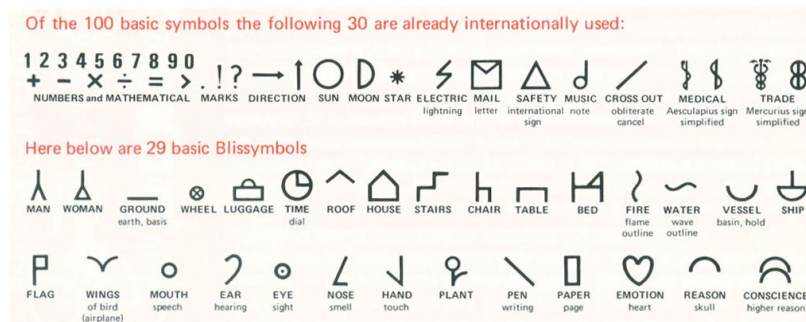 Of the 100 basic symbols the following 30 are already internationally used:
1 2 3 4 5 6 7 8 9 0
+ − × ÷ = > . ! ?
NUMBERS and MATHEMATICAL MARKS DIRECTION SUN MOON STAR ELECTRIC MAIL SAFETY MUSIC CROSS OUT MEDICAL TRADE
lightning letter international note obliterate Aesculapius sign Mercurius sign
sign cancel simplified simplified
Here below are 29 basic Blissymbols
MAN WOMAN GROUND WHEEL LUGGAGE TIME ROOF HOUSE STAIRS CHAIR TABLE BED FIRE WATER VESSEL SHIP
earth, basis dial flame wave basin, hold
outline outline
FLAG WINGS MOUTH EAR EYE NOSE HAND PLANT PEN PAPER EMOTION REASON CONSCIENCE
of bird speech hearing sight smell touch writing page heart skull higher reason
(airplane)